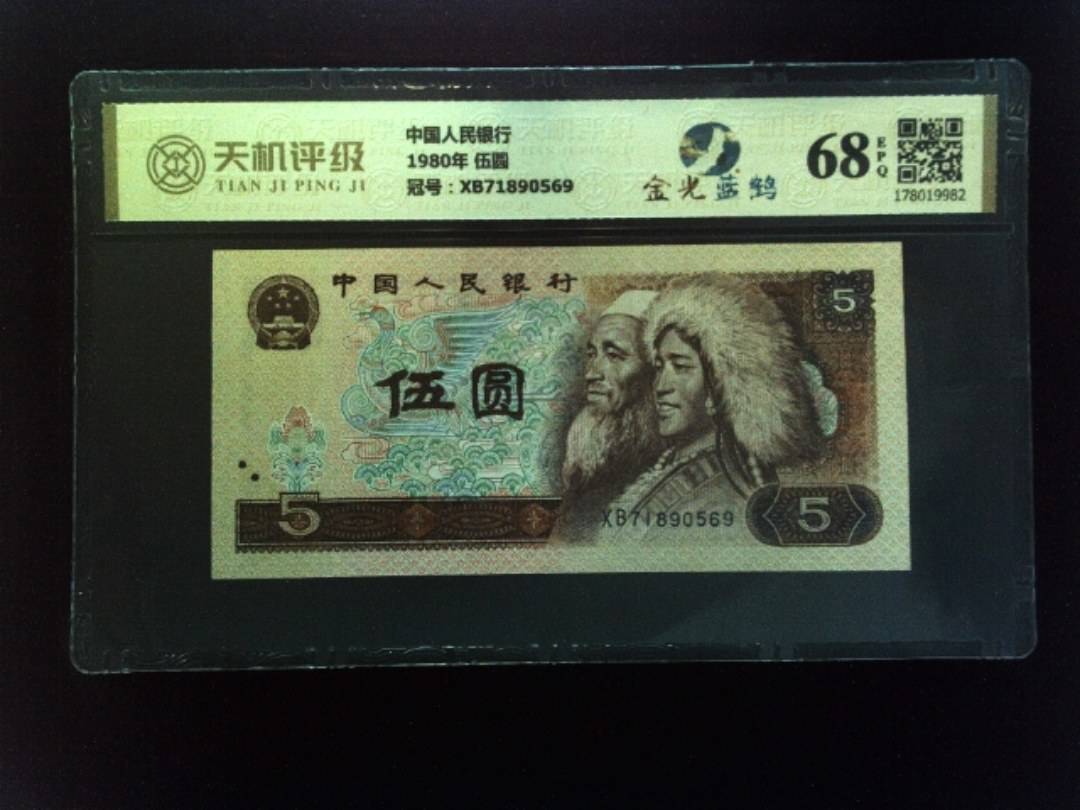 天机评级
TIAN JI PING JI
中国人民银行
1980年 伍圆
冠号：XB71890569
金光蓝鹤
68
EPQ
178019982
中国人民银行
5
伍圆
5
XB71890569
5